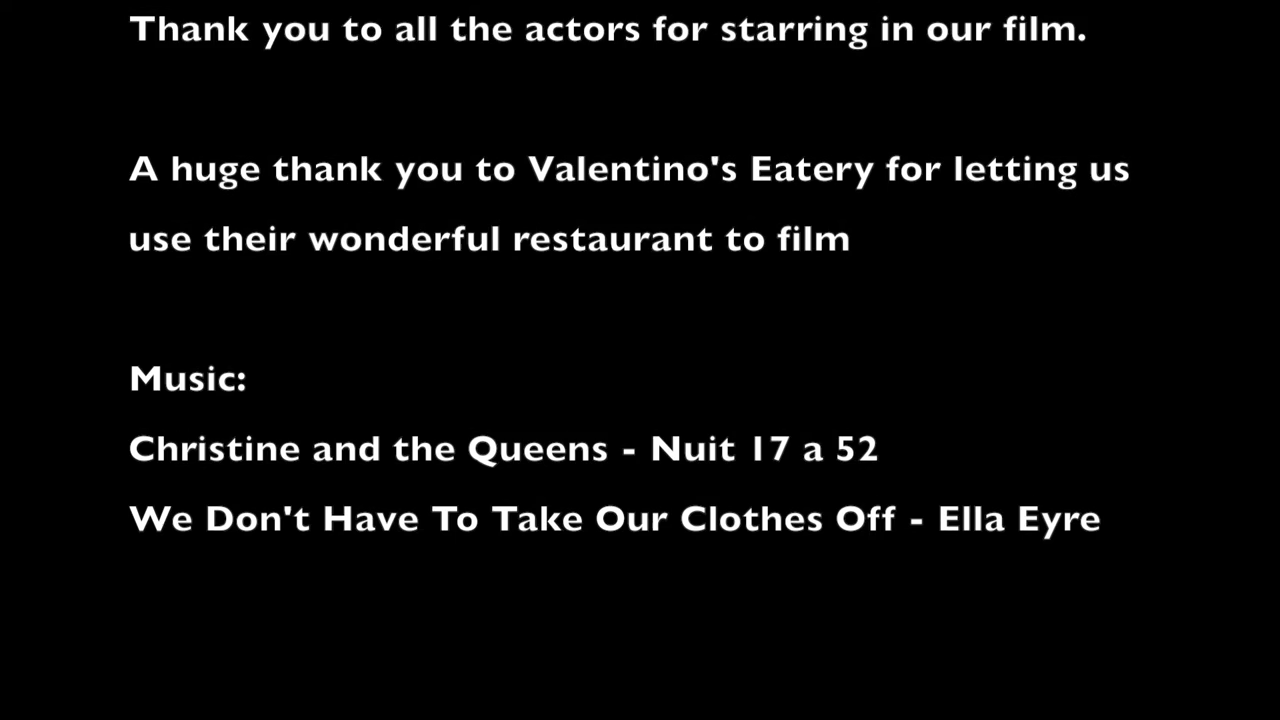 Thank you to all the actors for starring in our film.
A huge thank you to Valentino's Eatery for letting us
use their wonderful restaurant to film
Music:
Christine and the Queens - Nuit 17 a 52
We Don't Have To Take Our Clothes Off - Ella Eyre